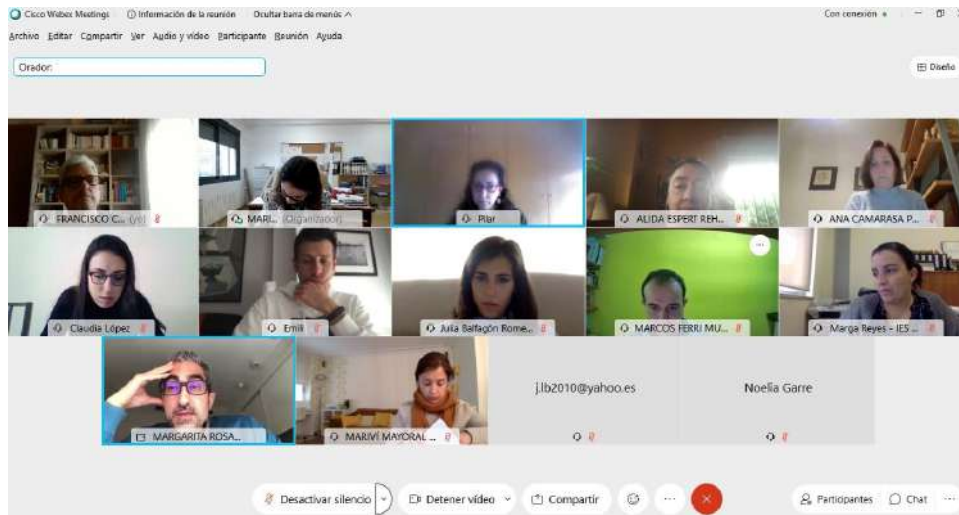 Cisco Webex Meetings Información de la reunión Ocultar barra de menús Con conexión
Archivo Editar Compartir Ver Audio y vídeo Participante Reunión Ayuda
Orador:
Diseño
FRANCISCO C... (yo)
MARI... (Organizador)
Pilar
ALIDA ESPERT REH...
ANA CAMARASA P...
Claudia López
Emili
Julia Balfagón Rome...
MARCOS FERRI MU...
Marga Reyes - IES ...
j.lb2010@yahoo.es
Noelia Garre
MARGARITA ROSA...
MARIVÍ MAYORAL ...
Desactivar silencio
Detener vídeo
Compartir
Participantes
Chat